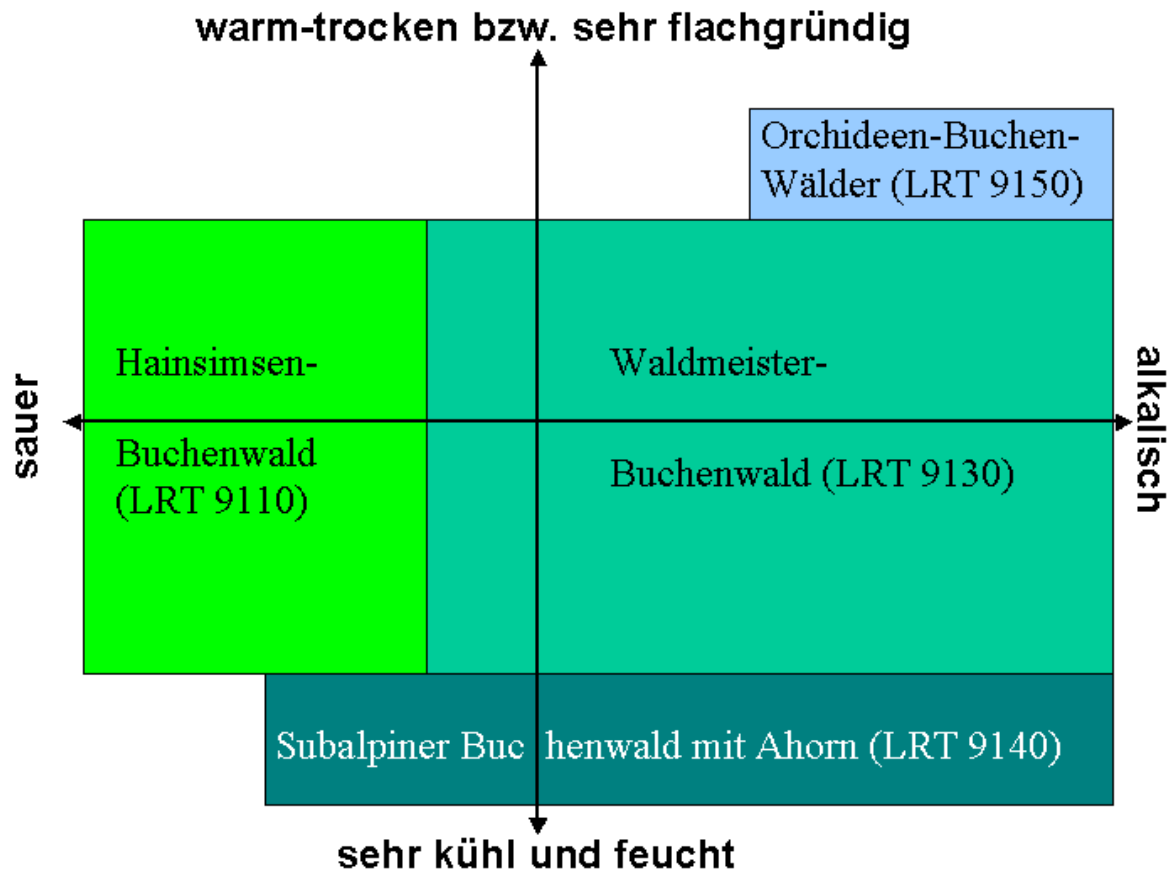 warm-trocken bzw. sehr flachgründig
Orchideen-Buchen-
Wälder (LRT 9150)
Hainsimsen-
Buchenwald
(LRT 9110)
Waldmeister-
Buchenwald (LRT 9130)
sauer
alkalisch
Subalpiner Buc henwald mit Ahorn (LRT 9140)
sehr kühl und feucht